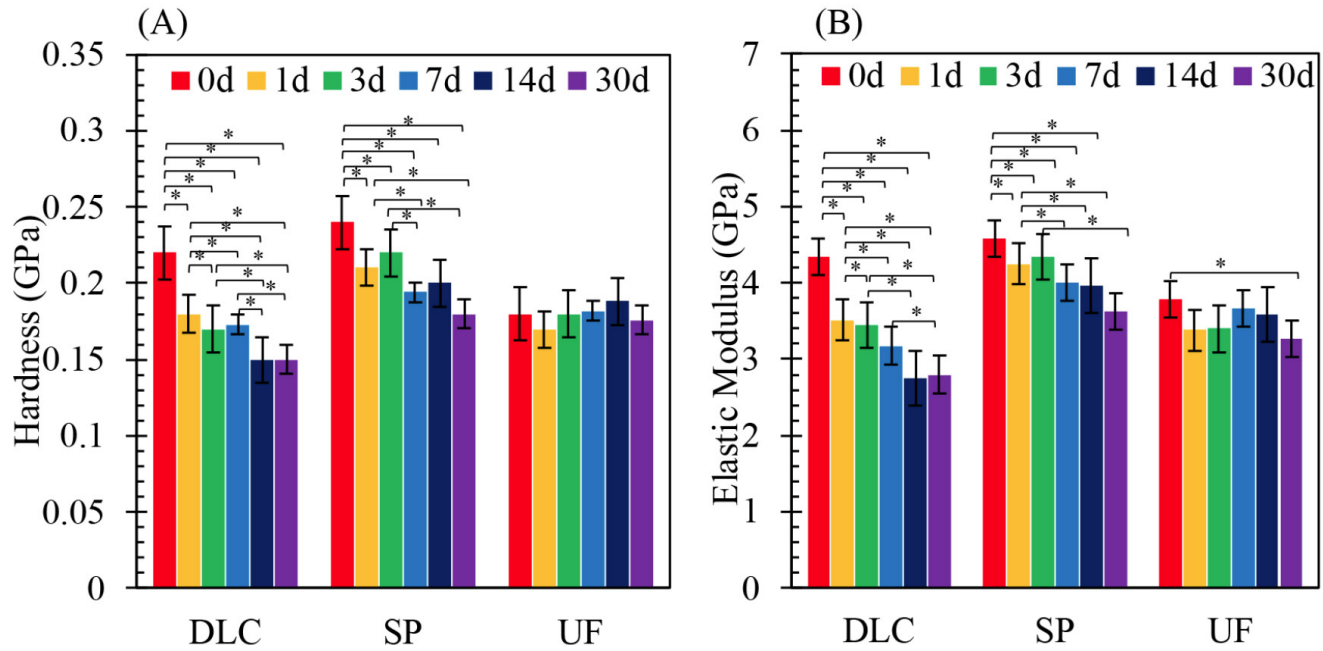 (A)
Hardness (GPa)
0.35
0.3
0.25
0.2
0.15
0.1
0.05
0
0d 1d 3d 7d 14d 30d
* * * * * * * * * * * * *
* * * * * * * * * * *
DLC SP UF
(B)
Elastic Modulus (GPa)
7
6
5
4
3
2
1
0
0d 1d 3d 7d 14d 30d
* * * * * * * * * * * *
* * * * * * * * *
*
DLC SP UF